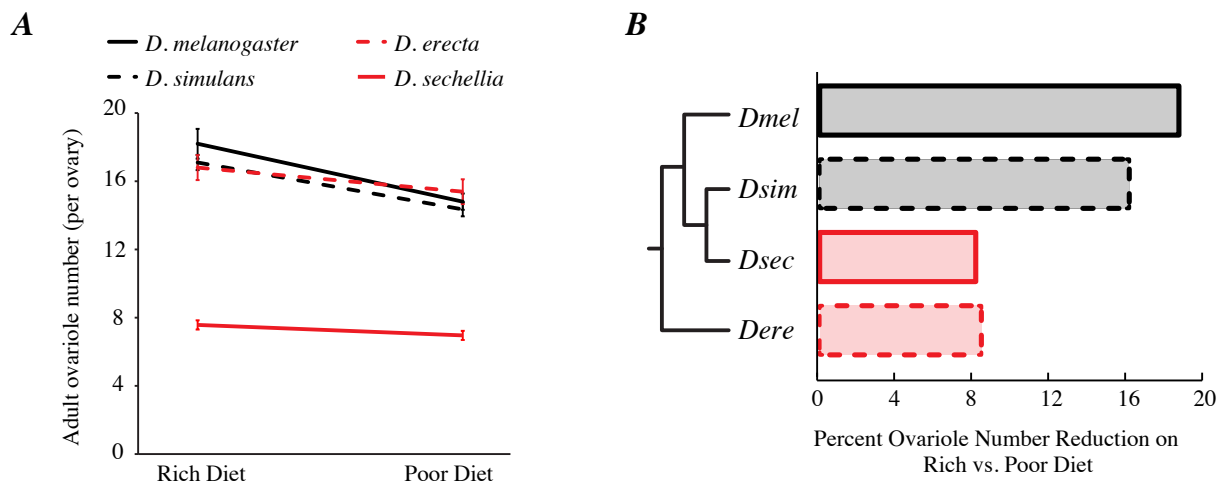 A
D. melanogaster
D. erecta
D. simulans
D. sechellia
Adult ovariole number (per ovary)
20
16
12
8
4
0
Rich Diet
Poor Diet
B
Dmel
Dsim
Dsec
Dere
0 4 8 12 16 20
Percent Ovariole Number Reduction on
Rich vs. Poor Diet